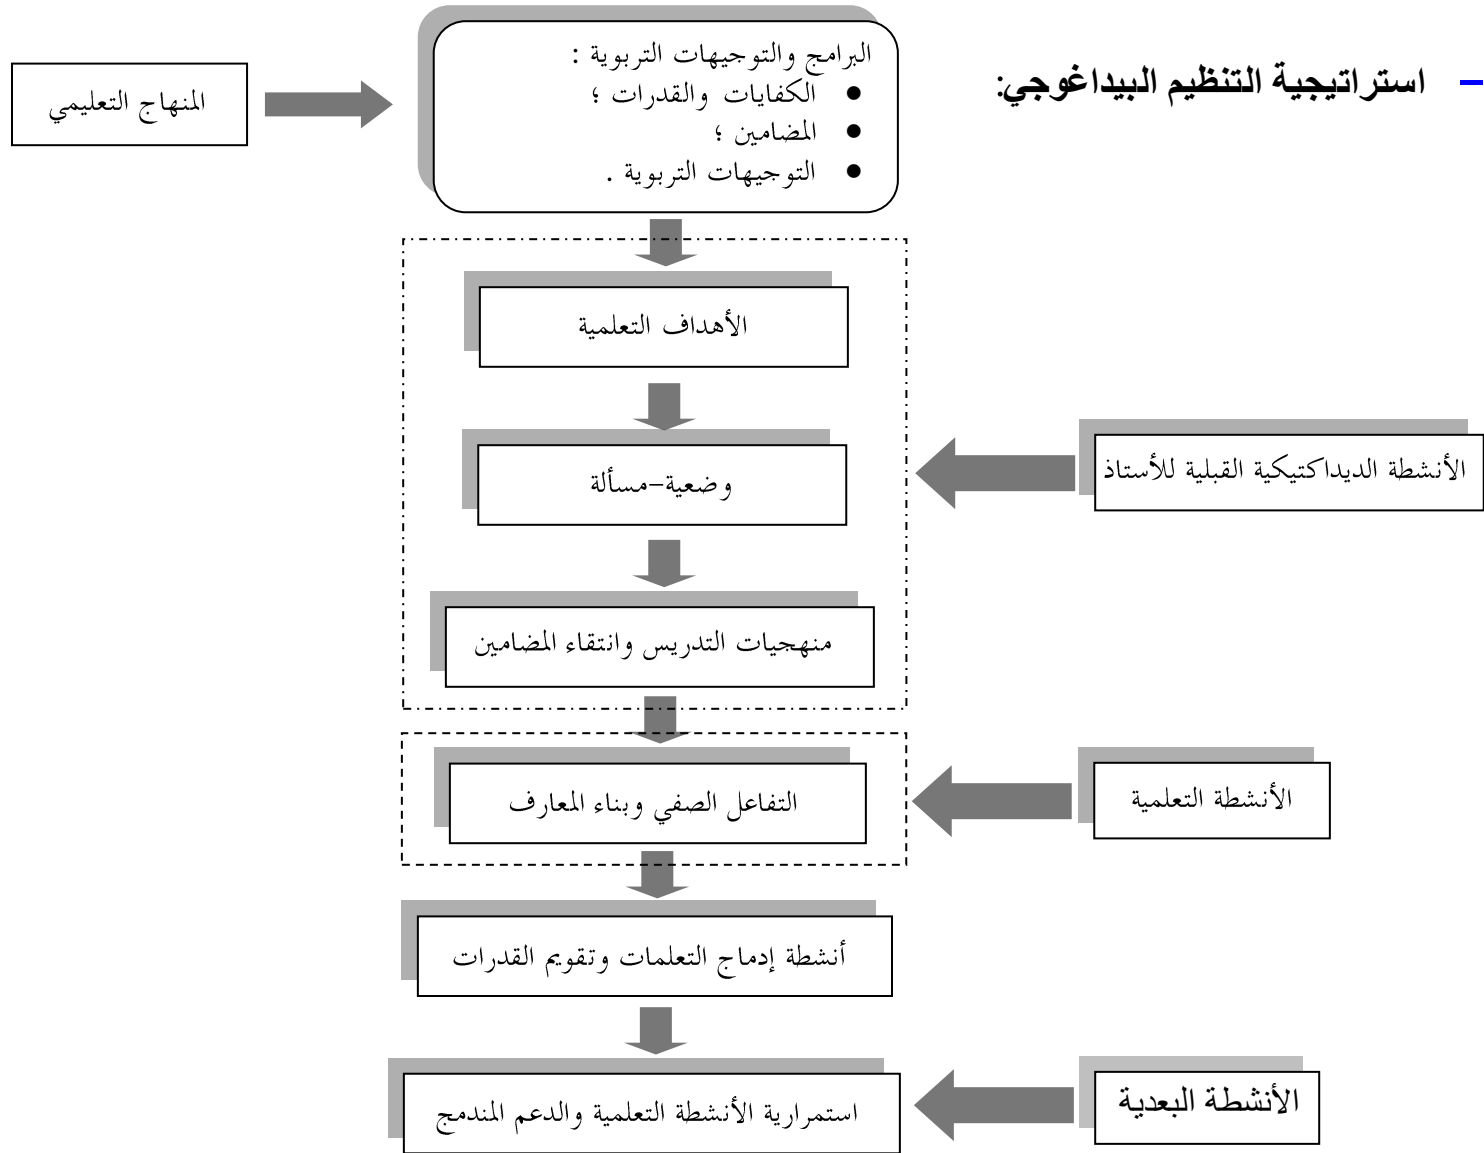 – استراتيجية التنظيم البيداغوجي:
البرامج والتوجيهات التربوية :
● الكفايات والقدرات ؛
● المضامين ؛
● التوجيهات التربوية .
المنهاج التعليمي
الأهداف التعلمية
وضعية-مسألة
الأنشطة الديداكتيكية القبلية للأستاذ
منهجيات التدريس وانتقاء المضامين
التفاعل الصفي وبناء المعارف
الأنشطة التعلمية
أنشطة إدماج التعلمات وتقويم القدرات
استمرارية الأنشطة التعلمية والدعم المندمج
الأنشطة البعدية